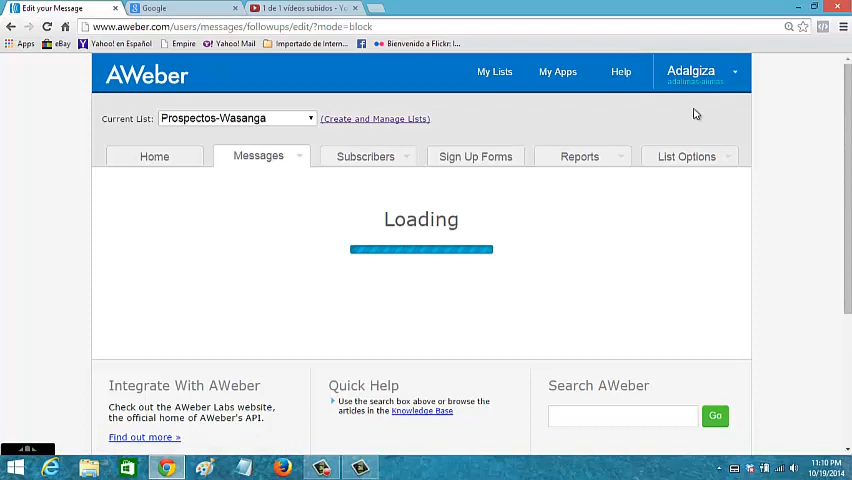 Edit your Message
Google
1 de 1 vídeos subidos - Yo
www.aweber.com/users/messages/followups/edit/?mode=block
Apps
eBay
Yahoo! en Español
Empire
Yahoo! Mail
Importado de Intern...
Bienvenido a Flickr: l...
AWeber
My Lists
My Apps
Help
Adalgiza
Current List:
Prospectos-Wasanga
(Create and Manage Lists)
Home
Messages
Subscribers
Sign Up Forms
Reports
List Options
Loading
Integrate With AWeber
Check out the AWeber Labs website,
the official home of AWeber's API.
Find out more »
Quick Help
Use the search box above or browse the
articles in the Knowledge Base
Search AWeber
Go
11:10 PM
10/19/2014